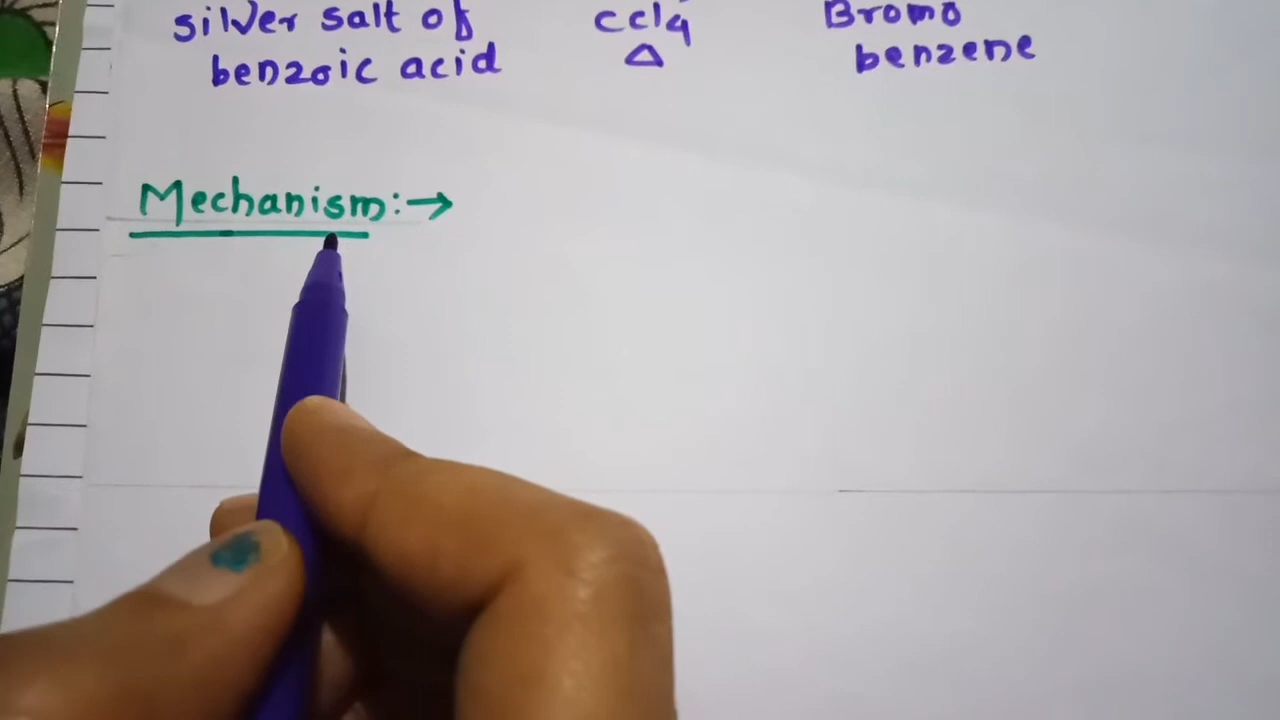 silver salt of CCl4 Bromo
benzoic acid Δ benzene
Mechanism:→